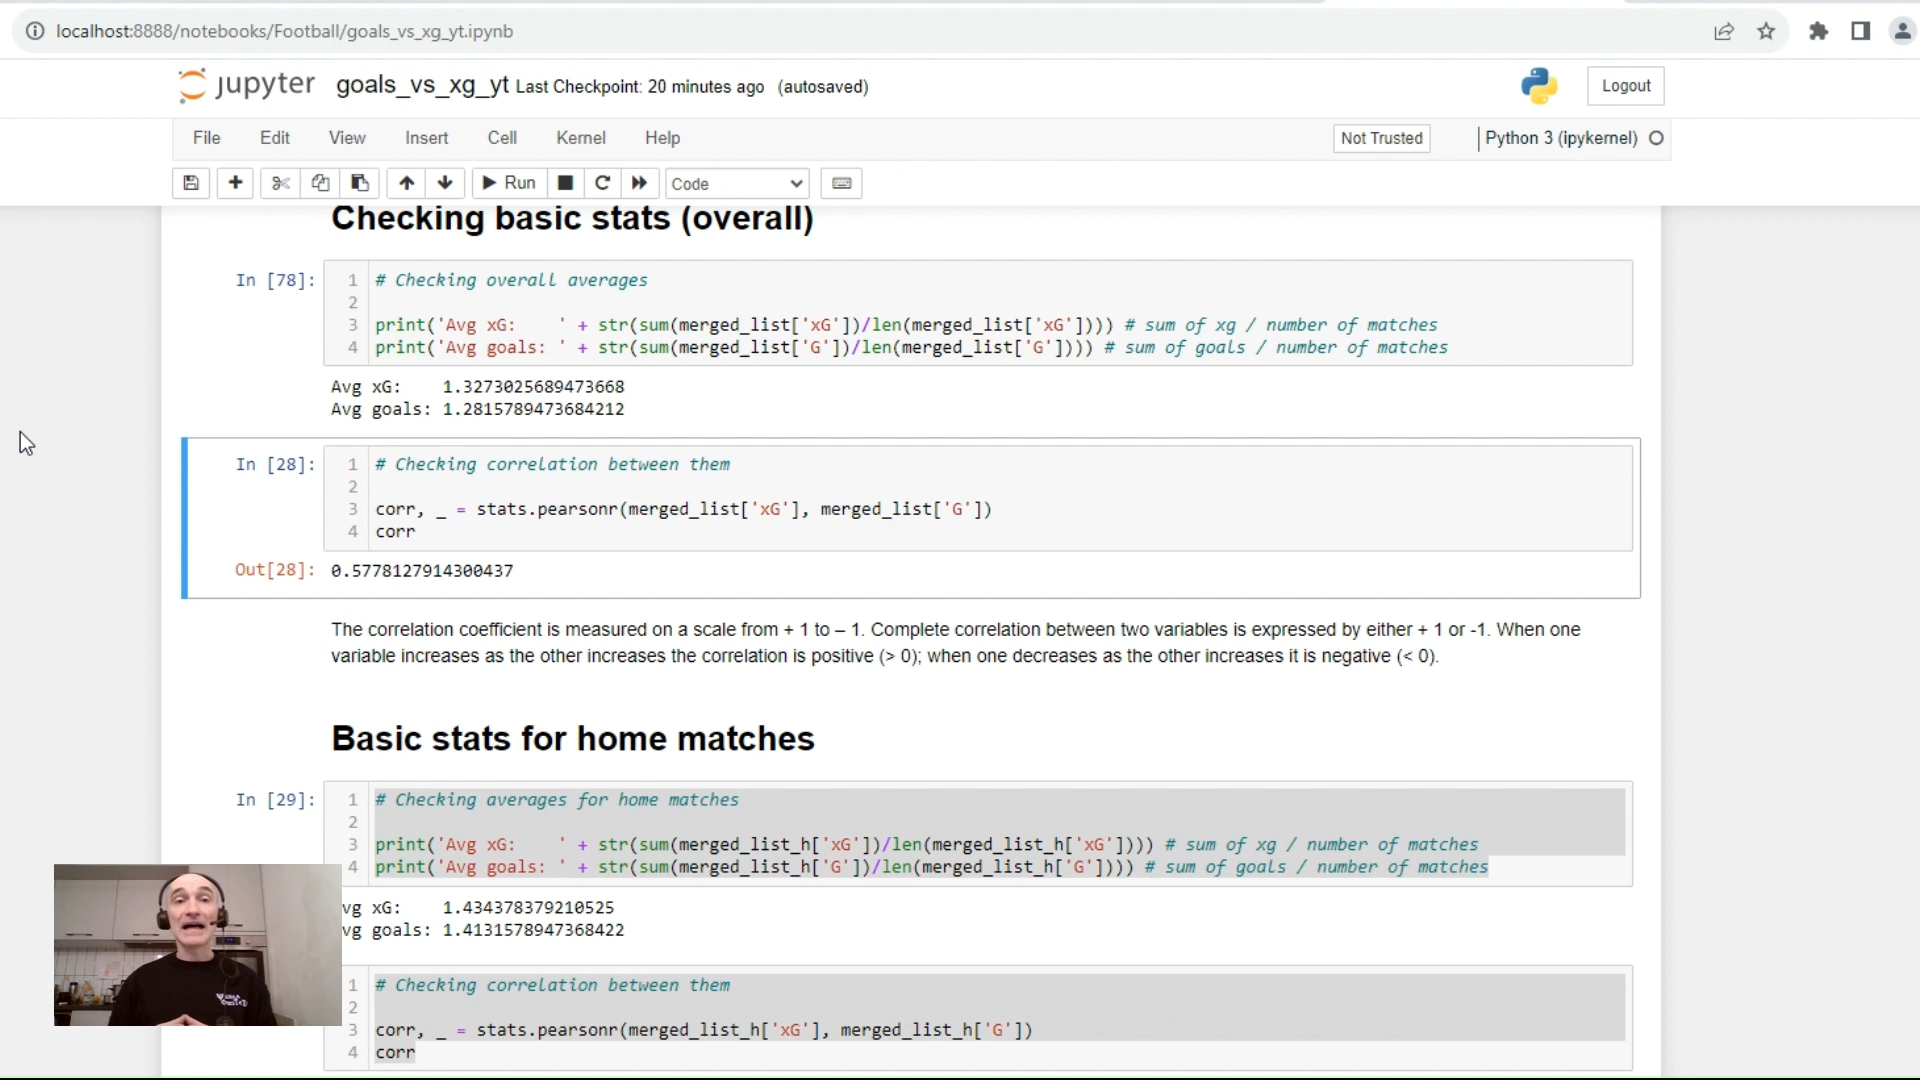 localhost:8888/notebooks/Football/goals_vs_xg_yt.ipynb
jupyter goals_vs_xg_yt Last Checkpoint: 20 minutes ago (autosaved)
Logout
File Edit View Insert Cell Kernel Help
Not Trusted
Python 3 (ipykernel)
Run
Code
Checking basic stats (overall)
In [78]:
1 # Checking overall averages
2
3 print('Avg xG:    ' + str(sum(merged_list['xG'])/len(merged_list['xG']))) # sum of xg / number of matches
4 print('Avg goals: ' + str(sum(merged_list['G'])/len(merged_list['G']))) # sum of goals / number of matches
Avg xG:    1.3273025689473668
Avg goals: 1.2815789473684212
In [28]:
1 # Checking correlation between them
2
3 corr, _ = stats.pearsonr(merged_list['xG'], merged_list['G'])
4 corr
Out[28]: 0.5778127914300437
The correlation coefficient is measured on a scale from + 1 to – 1. Complete correlation between two variables is expressed by either + 1 or -1. When one
variable increases as the other increases the correlation is positive (> 0); when one decreases as the other increases it is negative (< 0).
Basic stats for home matches
In [29]:
1 # Checking averages for home matches
2
3 print('Avg xG:    ' + str(sum(merged_list_h['xG'])/len(merged_list_h['xG']))) # sum of xg / number of matches
4 print('Avg goals: ' + str(sum(merged_list_h['G'])/len(merged_list_h['G']))) # sum of goals / number of matches
vg xG:    1.434378379210525
vg goals: 1.4131578947368422
1 # Checking correlation between them
2
3 corr, _ = stats.pearsonr(merged_list_h['xG'], merged_list_h['G'])
4 corr